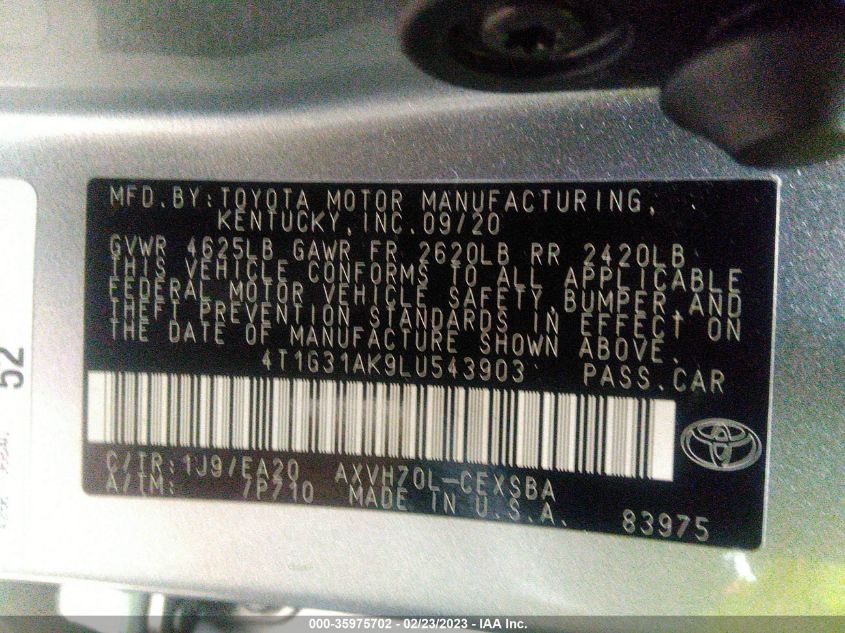 MFD.BY:TOYOTA MOTOR MANUFACTURING,
KENTUCKY,INC.09/20
GVWR 4625LB GAWR FR 2620LB RR 2420LB
THIS VEHICLE CONFORMS TO ALL APPLICABLE
FEDERAL MOTOR VEHICLE SAFETY,BUMPER,AND
THEFT PREVENTION STANDARDS IN EFFECT ON
THE DATE OF MANUFACTURE SHOWN ABOVE.
4T1G31AK9LU543903 PASS.CAR
C/TR:1J9/EA20 AXVH70L-CEXSBA
A/TM: 7P710 MADE IN U.S.A. 83975
52
000-35975702 - 02/23/2023 - IAA Inc.